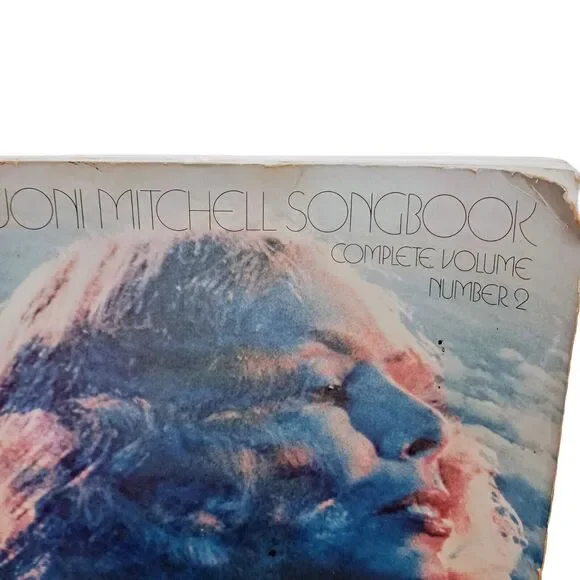 JONI MITCHELL SONGBOOK
COMPLETE VOLUME
NUMBER 2